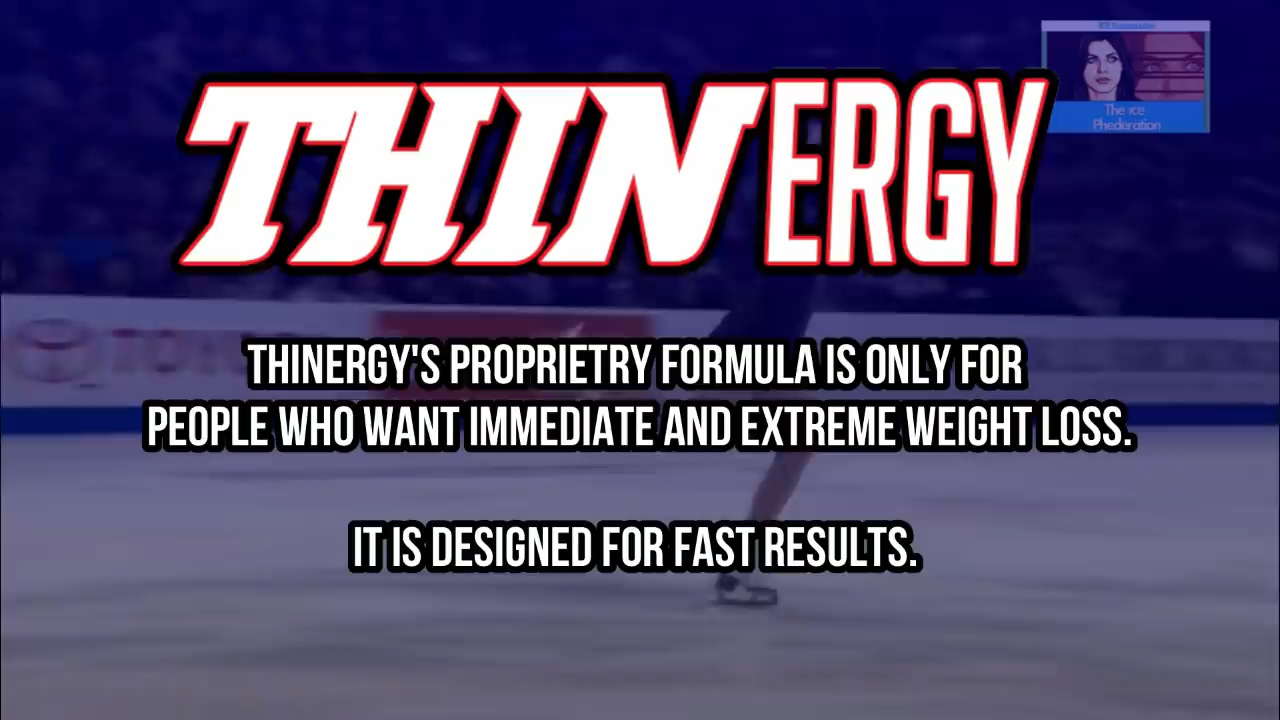 THINERGY
The ice
Phederation
THINERGY'S PROPRIETRY FORMULA IS ONLY FOR
PEOPLE WHO WANT IMMEDIATE AND EXTREME WEIGHT LOSS.
IT IS DESIGNED FOR FAST RESULTS.